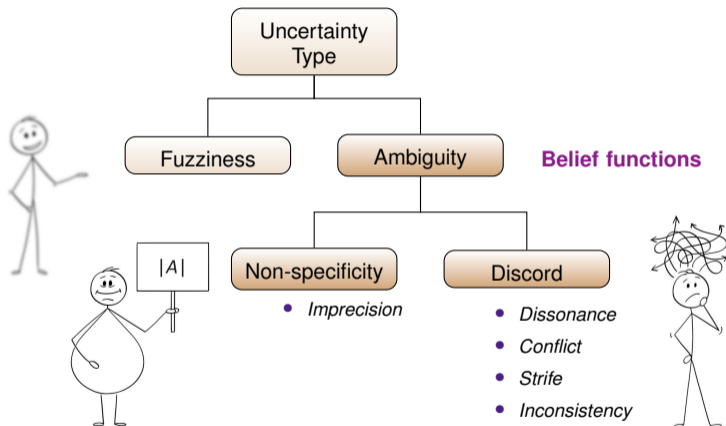 Uncertainty
Type
Fuzziness
Ambiguity
Belief functions
|A|
Non-specificity
Discord
• Imprecision
• Dissonance
• Conflict
• Strife
• Inconsistency